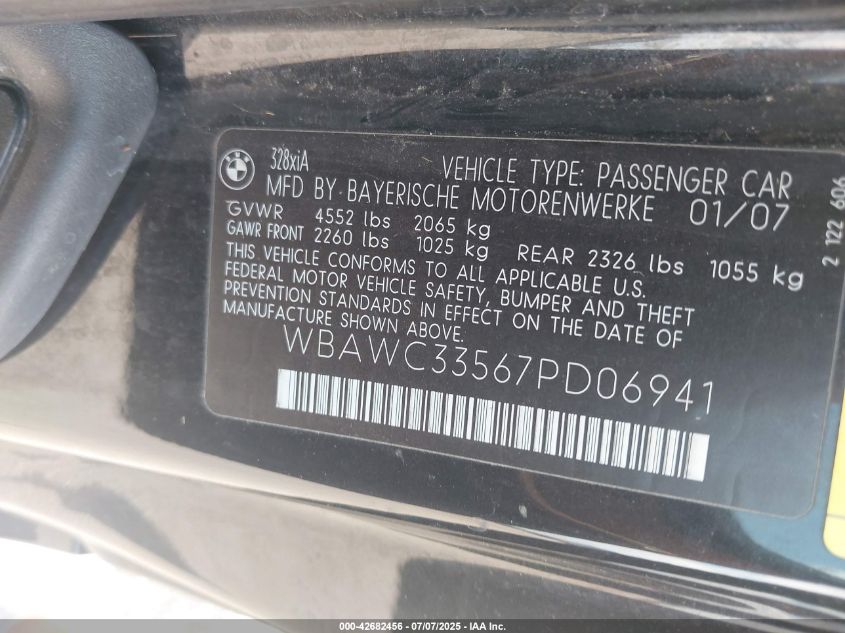 328xiA
VEHICLE TYPE: PASSENGER CAR
MFD BY BAYERISCHE MOTORENWERKE 01/07
GVWR 4552 lbs 2065 kg
GAWR FRONT 2260 lbs 1025 kg REAR 2326 lbs 1055 kg
THIS VEHICLE CONFORMS TO ALL APPLICABLE U.S.
FEDERAL MOTOR VEHICLE SAFETY, BUMPER AND THEFT
PREVENTION STANDARDS IN EFFECT ON THE DATE OF
MANUFACTURE SHOWN ABOVE.
WBAWC33567PD06941
2 122 606
000-42682456 - 07/07/2025 - IAA Inc.